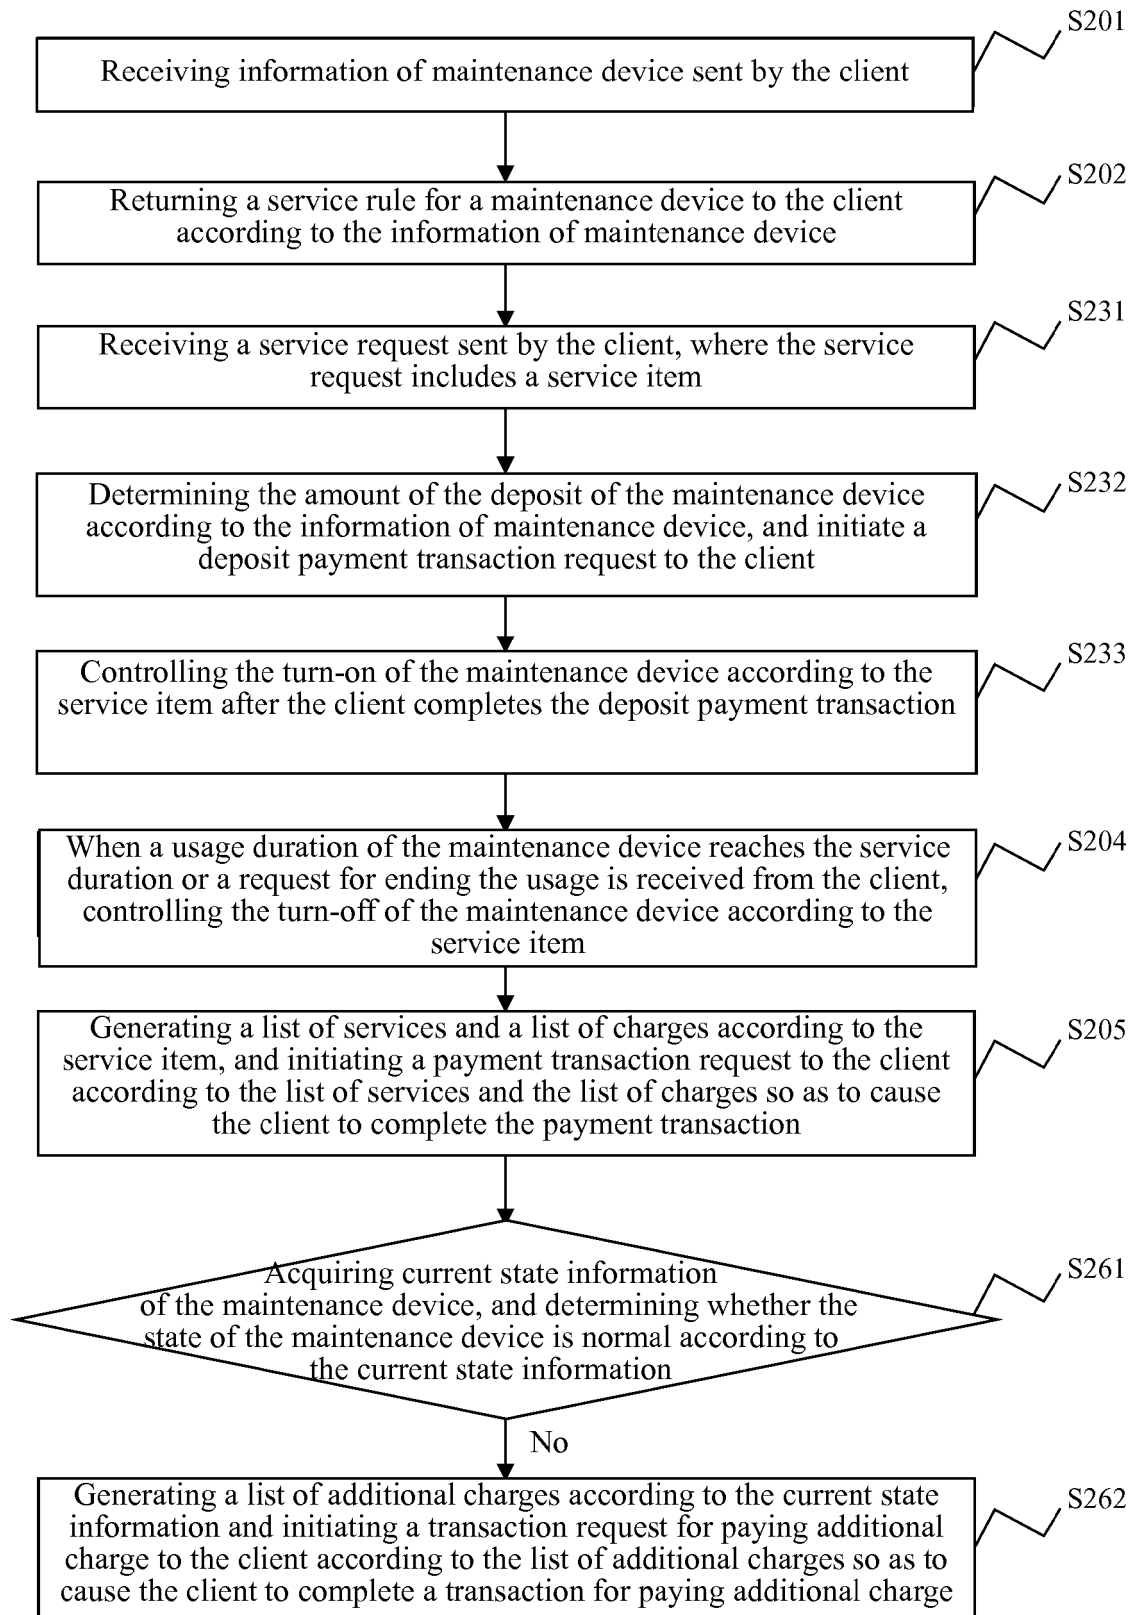 S201
Receiving information of maintenance device sent by the client
S202
Returning a service rule for a maintenance device to the client
according to the information of maintenance device
S231
Receiving a service request sent by the client, where the service
request includes a service item
S232
Determining the amount of the deposit of the maintenance device
according to the information of maintenance device, and initiate a
deposit payment transaction request to the client
S233
Controlling the turn-on of the maintenance device according to the
service item after the client completes the deposit payment transaction
S204
When a usage duration of the maintenance device reaches the service
duration or a request for ending the usage is received from the client,
controlling the turn-off of the maintenance device according to the
service item
S205
Generating a list of services and a list of charges according to the
service item, and initiating a payment transaction request to the client
according to the list of services and the list of charges so as to cause
the client to complete the payment transaction
S261
Acquiring current state information
of the maintenance device, and determining whether the
state of the maintenance device is normal according to
the current state information
No
S262
Generating a list of additional charges according to the current state
information and initiating a transaction request for paying additional
charge to the client according to the list of additional charges so as to
cause the client to complete a transaction for paying additional charge